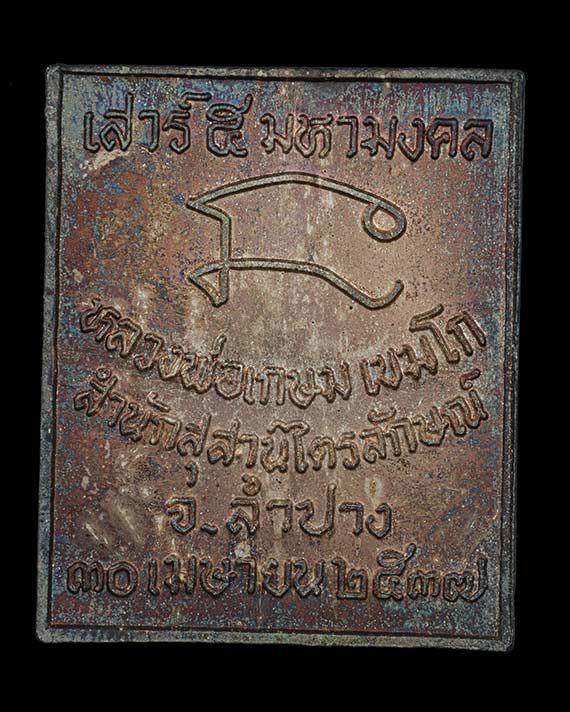 เสาร์ ๕ มหามงคล
หลวงพ่อเกษม เขมโก
สำนักสุสานไตรลักษณ์
จ.ลำปาง
๓๐ เมษายน ๒๕๓๗